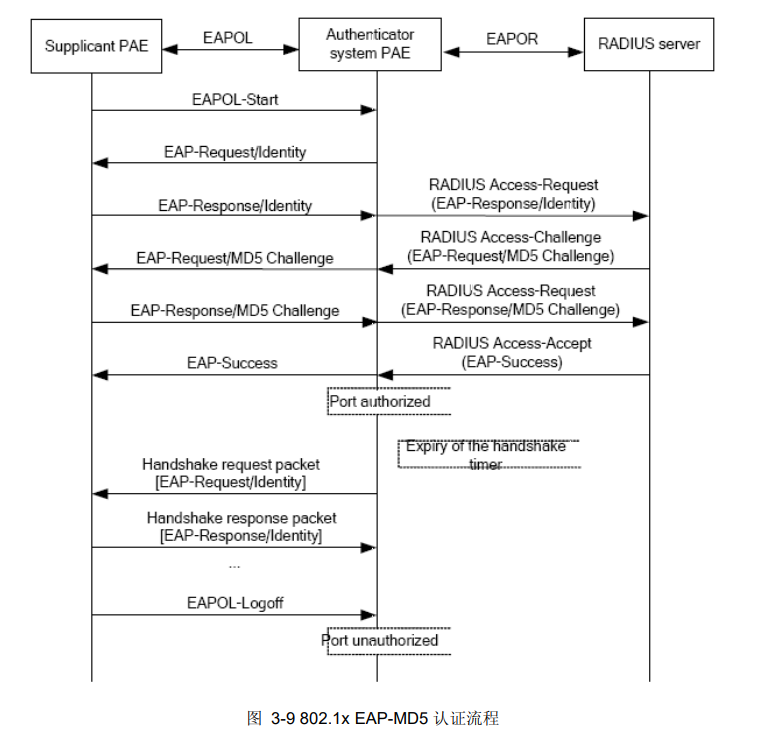 Supplicant PAE
EAPOL
Authenticator
system PAE
EAPOR
RADIUS server
EAPOL-Start
EAP-Request/Identity
EAP-Response/Identity
RADIUS Access-Request
(EAP-Response/Identity)
EAP-Request/MD5 Challenge
RADIUS Access-Challenge
(EAP-Request/MD5 Challenge)
EAP-Response/MD5 Challenge
RADIUS Access-Request
(EAP-Response/MD5 Challenge)
EAP-Success
RADIUS Access-Accept
(EAP-Success)
Port authorized
Expiry of the handshake
timer
Handshake request packet
[EAP-Request/Identity]
Handshake response packet
[EAP-Response/Identity]
...
EAPOL-Logoff
Port unauthorized
图 3-9 802.1x EAP-MD5 认证流程